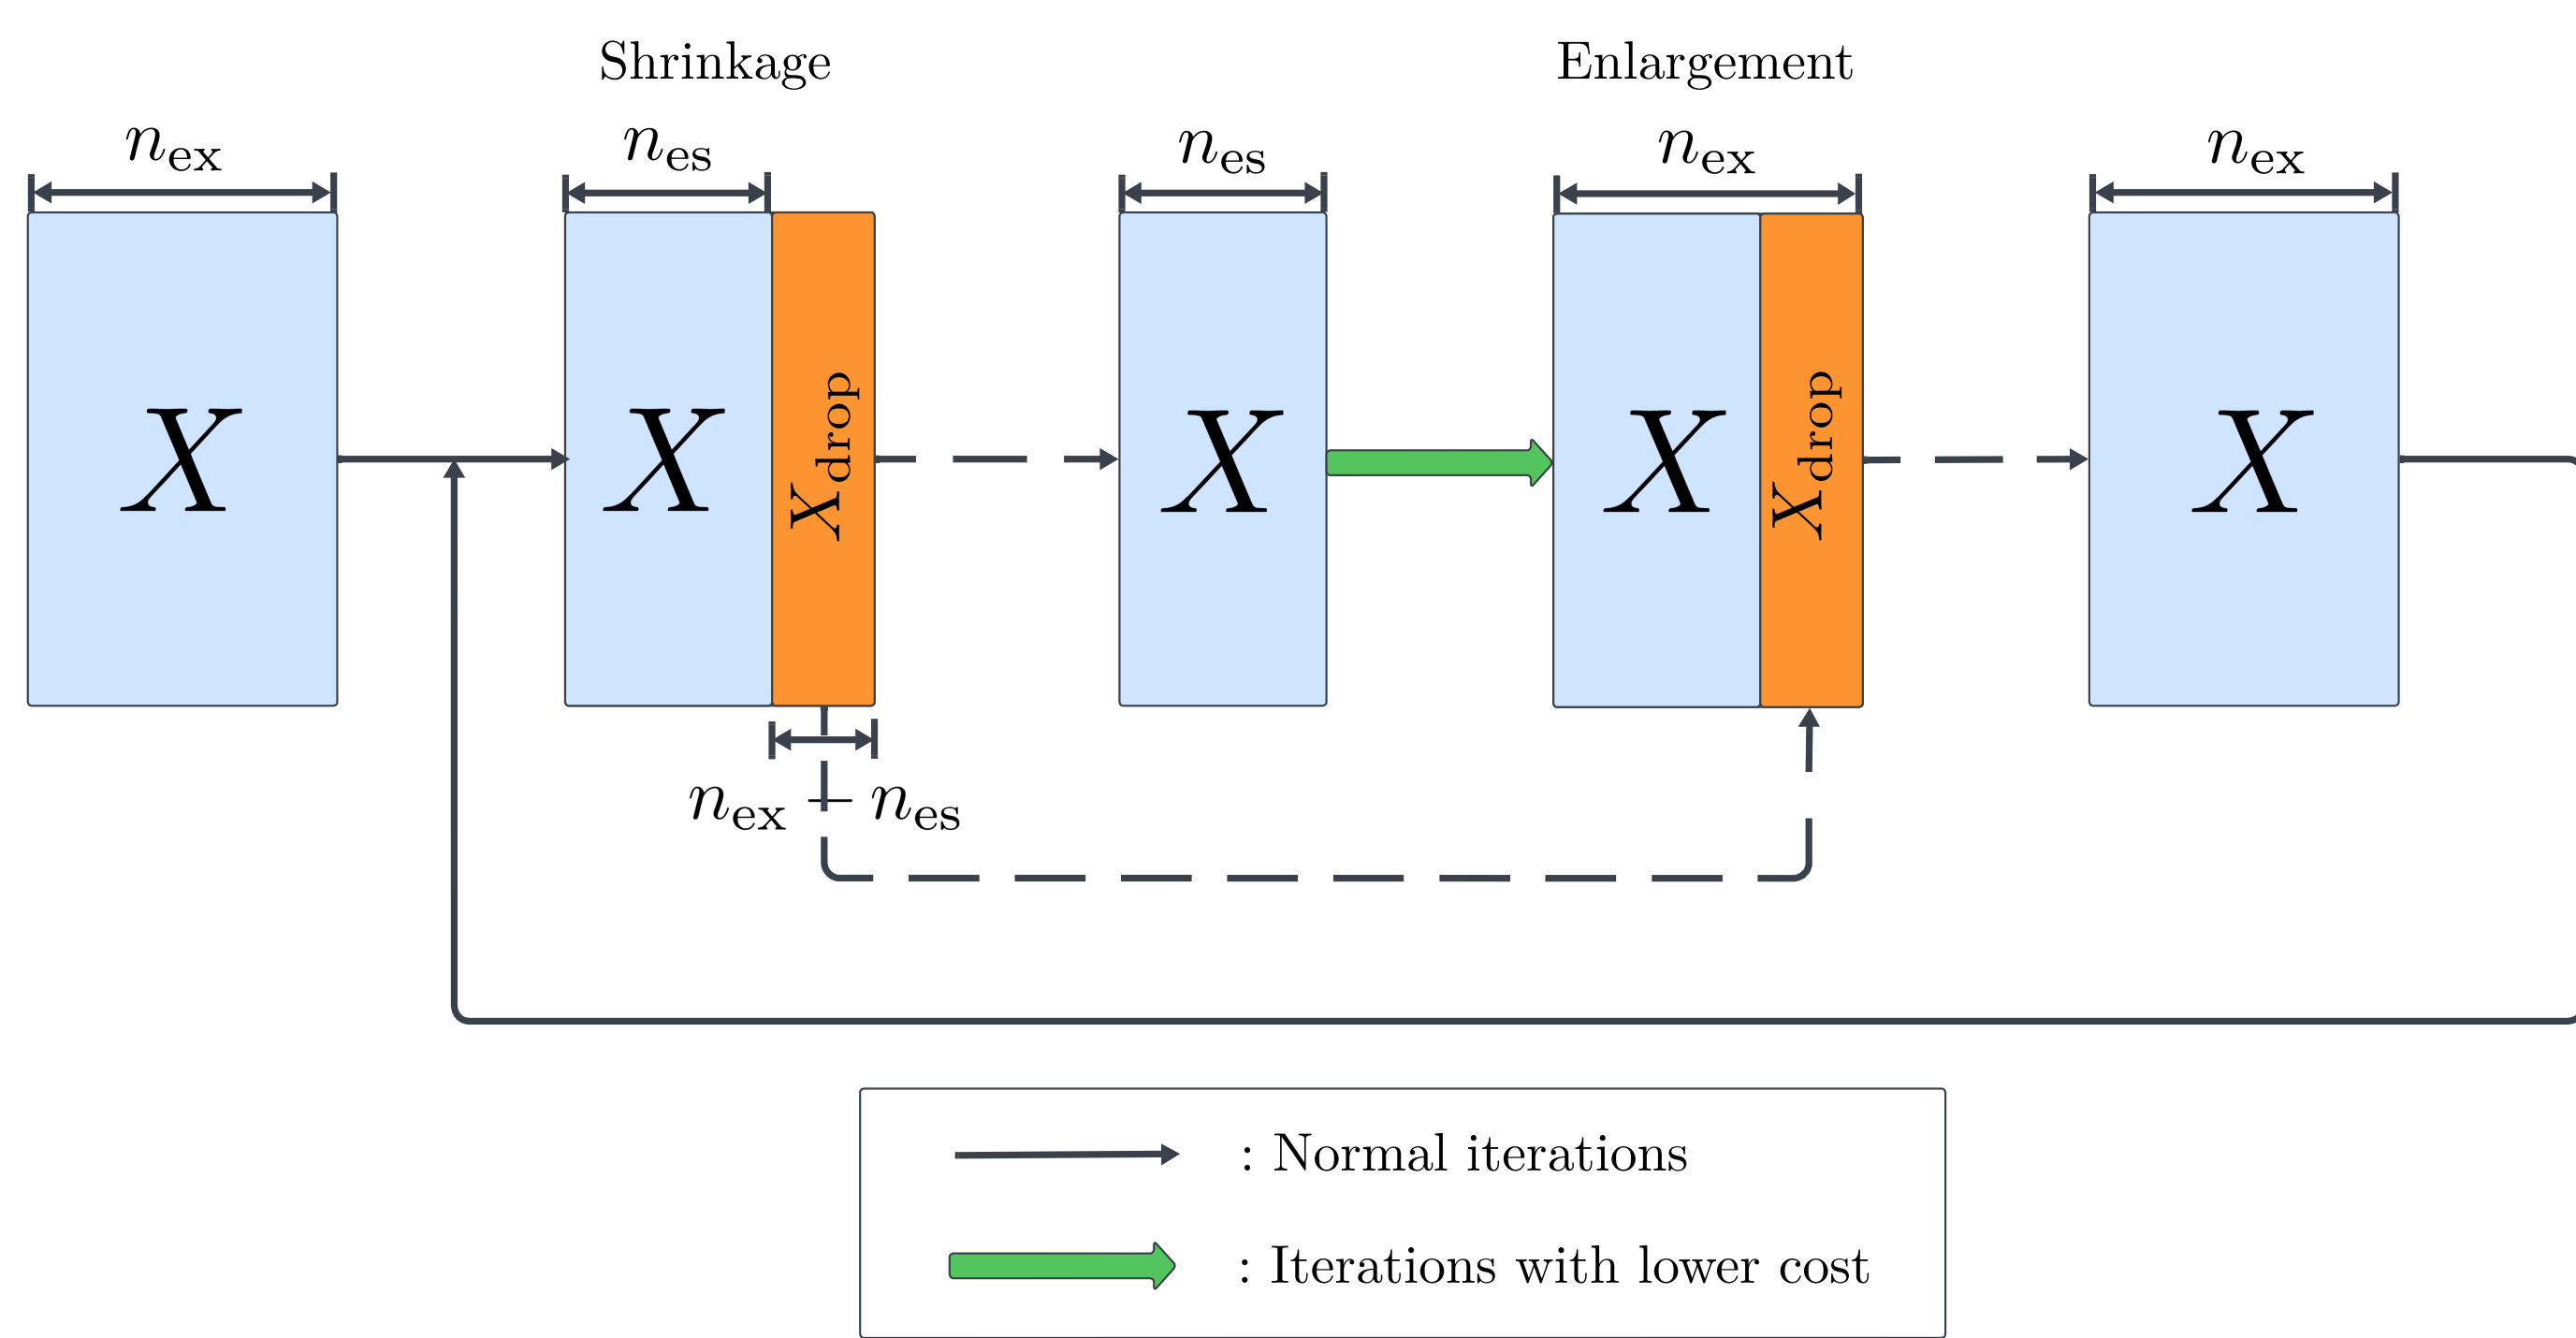 Shrinkage
Enlargement
n_ex
n_es
n_es
n_ex
n_ex
X
X
X_drop
X
X
X_drop
X
n_ex − n_es
: Normal iterations
: Iterations with lower cost